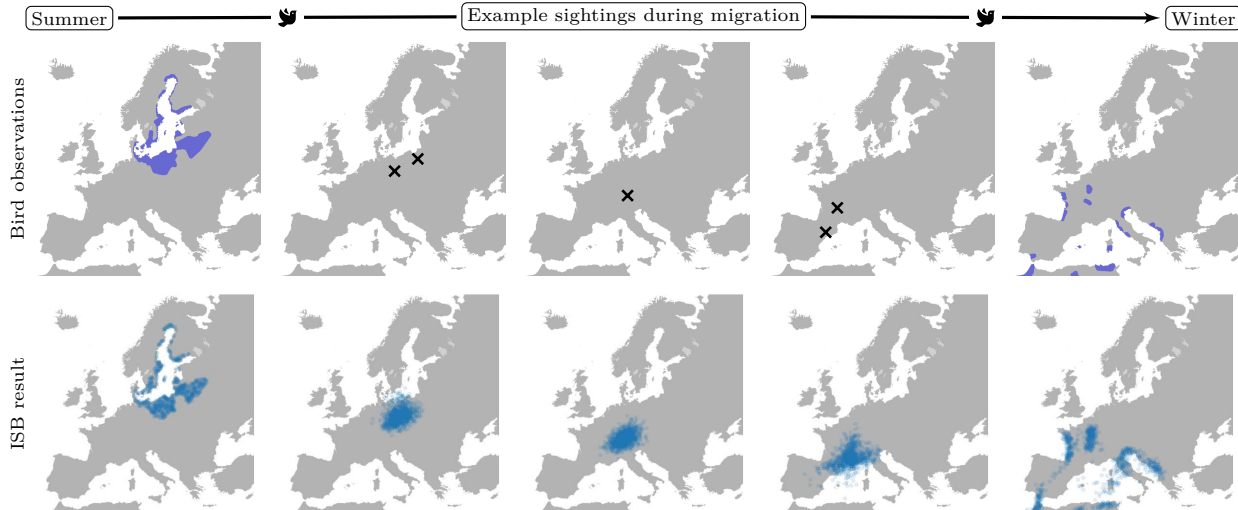 Summer
Example sightings during migration
Winter
Bird observations
ISB result